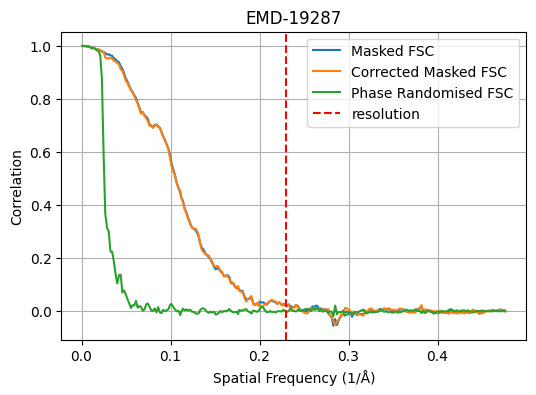 EMD-19287
Masked FSC
Corrected Masked FSC
Phase Randomised FSC
resolution
Correlation
1.0
0.8
0.6
0.4
0.2
0.0
0.0 0.1 0.2 0.3 0.4
Spatial Frequency (1/Å)